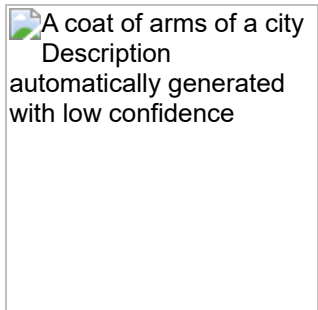 A coat of arms of a city
Description
automatically generated
with low confidence